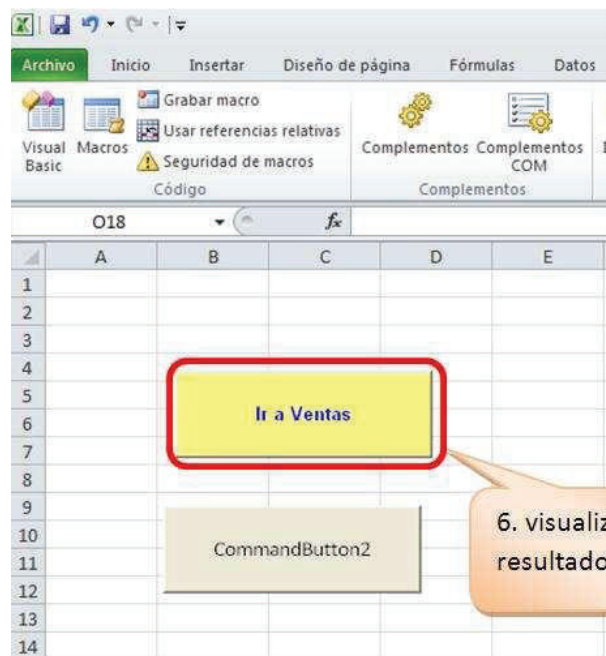 Archivo Inicio Insertar Diseño de página Fórmulas Datos
Visual Basic
Macros
Grabar macro
Usar referencias relativas
Seguridad de macros
Código
Complementos
Complementos COM
Complementos
O18 fx
A B C D E
1
2
3
4
5
6
7
8
9
10
11
12
13
14
Ir a Ventas
CommandButton2
6. visualiz
resultado